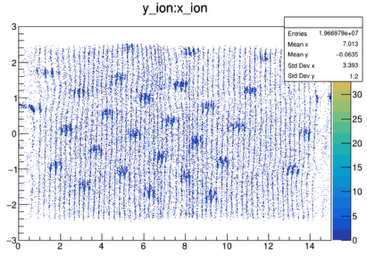 y_ion:x_ion
Entries 1.966979e+07
Mean x 7.013
Mean y -0.0635
Std Dev x 3.393
Std Dev y 1.2
3
2
1
0
−1
−2
−3
0 2 4 6 8 10 12 14
30
25
20
15
10
5
0